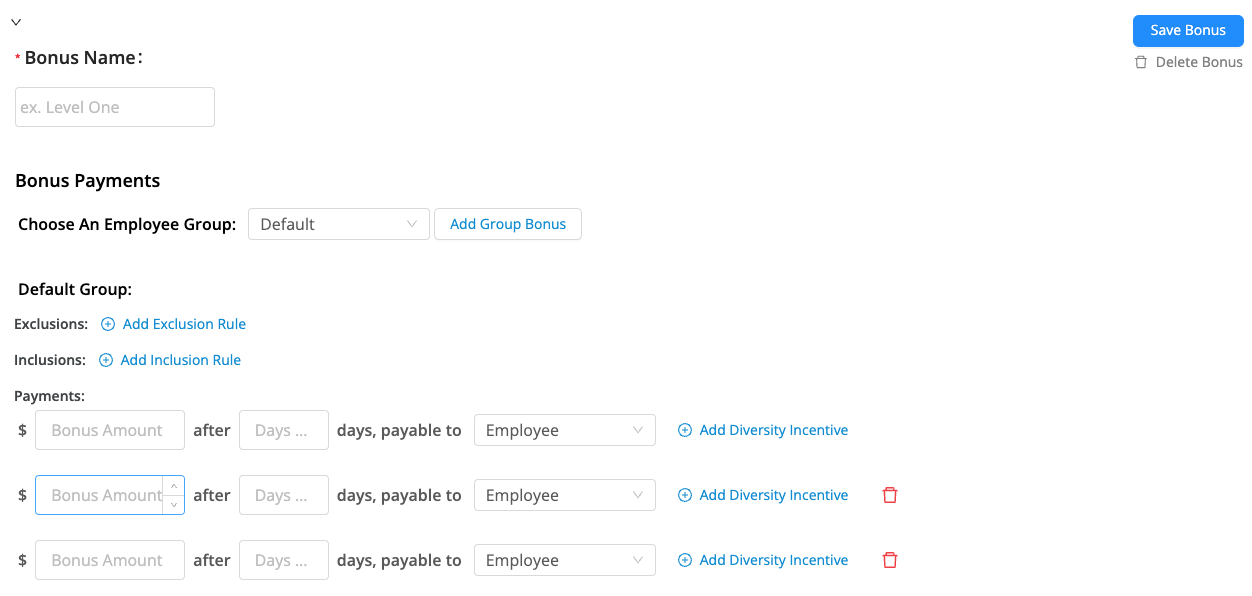 Save Bonus
* Bonus Name:
Delete Bonus
ex. Level One
Bonus Payments
Choose An Employee Group: Default Add Group Bonus
Default Group:
Exclusions: Add Exclusion Rule
Inclusions: Add Inclusion Rule
Payments:
$ Bonus Amount after Days ... days, payable to Employee Add Diversity Incentive
$ Bonus Amount after Days ... days, payable to Employee Add Diversity Incentive
$ Bonus Amount after Days ... days, payable to Employee Add Diversity Incentive